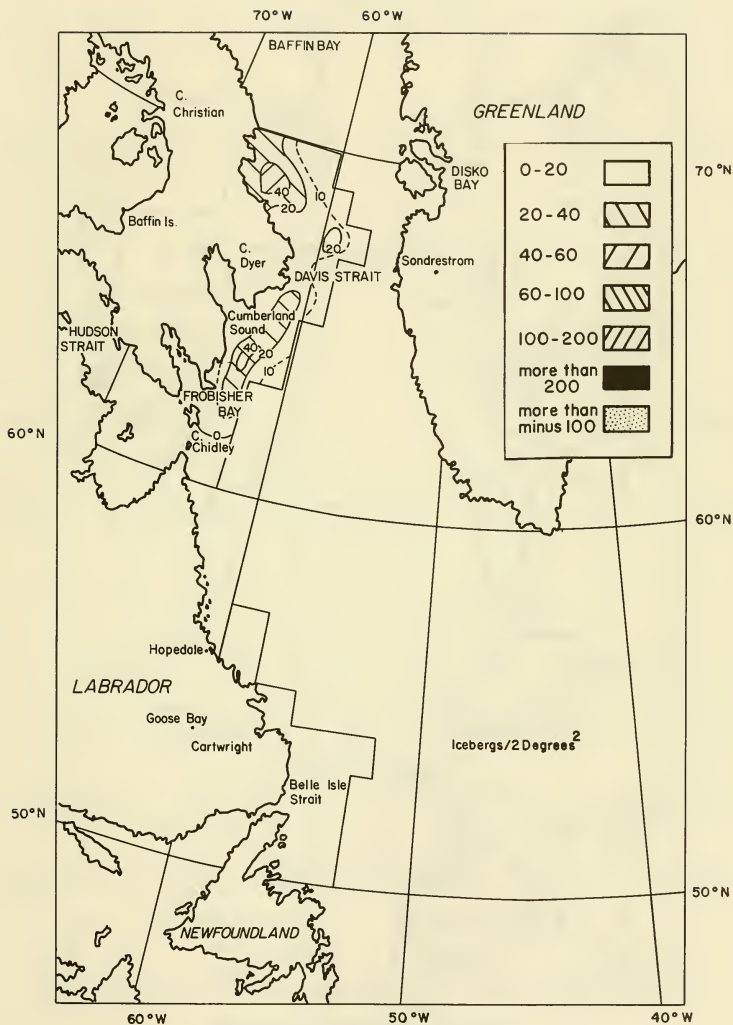 70°W
60°W
BAFFIN BAY
C.
Christian
GREENLAND
DISKO
BAY
70°N
0-20
20-40
40-60
60-100
100-200
more than
200
more than
minus 100
40
20
10
Baffin Is.
C.
Dyer
20
DAVIS STRAIT
Sondrestrom
Cumberland
Sound
HUDSON
STRAIT
40
20
10
FROBISHER
BAY
C. O
Chidley
60°N
60°N
Hopedale
LABRADOR
Goose Bay
Cartwright
Icebergs/2 Degrees²
Belle Isle
Strait
50°N
50°N
NEWFOUNDLAND
60°W
50°W
40°W